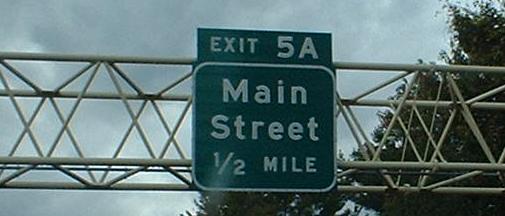 EXIT 5A
Main
Street
1/2 MILE